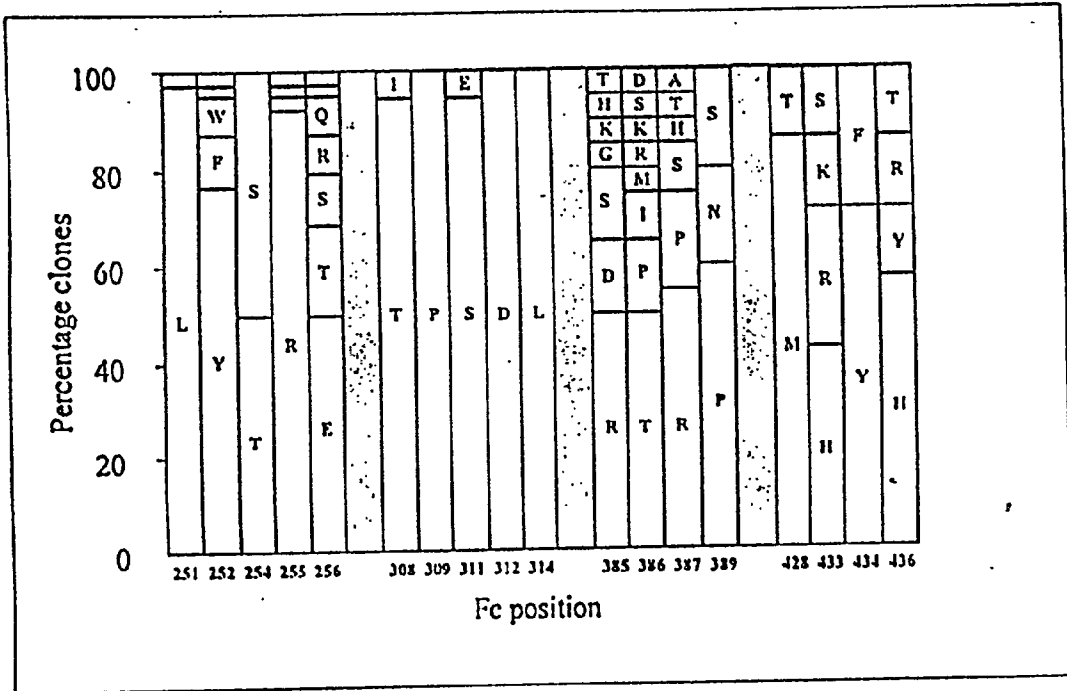 100
I E T D A
T S T
W Q H S T S
K K H
F R G R S F
80 M K R
S S S I N
P Y
60 T D P
L T P S D L R
40 Y R M
T E R T R P Y H
20 H
0
251 252 254 255 256 308 309 311 312 314 385 386 387 389 428 433 434 436
Percentage clones
Fc position